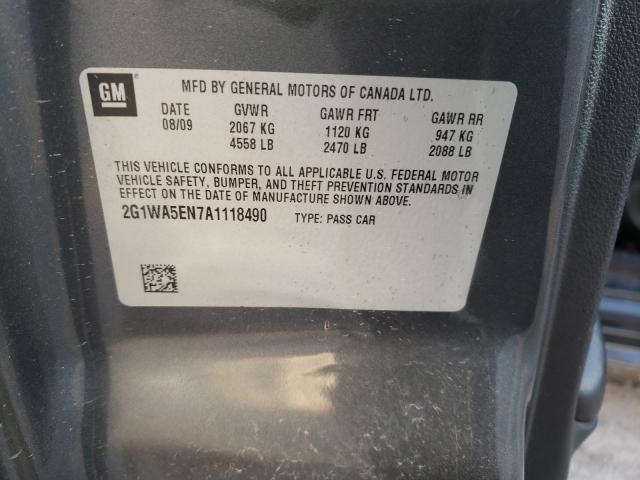 GM
MFD BY GENERAL MOTORS OF CANADA LTD.
DATE GVWR GAWR FRT GAWR RR
08/09 2067 KG 1120 KG 947 KG
4558 LB 2470 LB 2088 LB
THIS VEHICLE CONFORMS TO ALL APPLICABLE U.S. FEDERAL MOTOR
VEHICLE SAFETY, BUMPER, AND THEFT PREVENTION STANDARDS IN
EFFECT ON THE DATE OF MANUFACTURE SHOWN ABOVE.
2G1WA5EN7A1118490 TYPE: PASS CAR